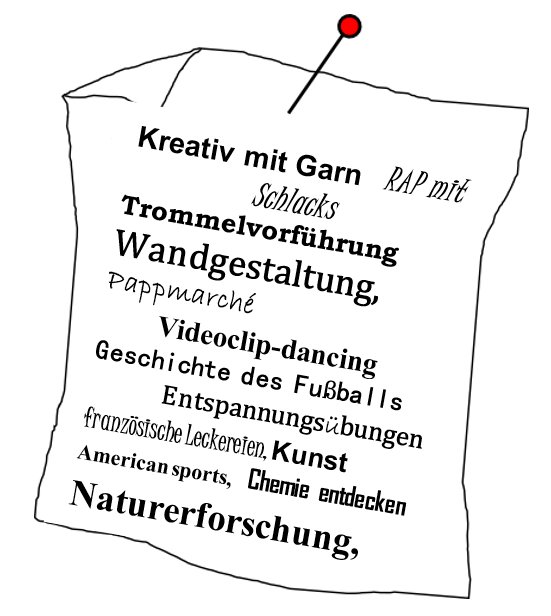 Kreativ mit Garn RAP mit
Schlacks
Trommelvorführung
Wandgestaltung,
Pappmarché
Videoclip-dancing
Geschichte des Fußballs
Entspannungsübungen
französische Leckereien, Kunst
American sports, Chemie entdecken
Naturerforschung,